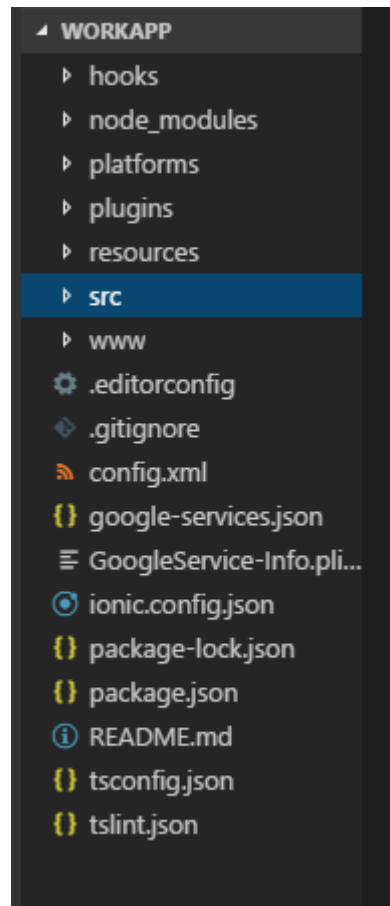 WORKAPP
hooks
node_modules
platforms
plugins
resources
src
www
.editorconfig
.gitignore
config.xml
google-services.json
GoogleService-Info.pli...
ionic.config.json
package-lock.json
package.json
README.md
tsconfig.json
tslint.json